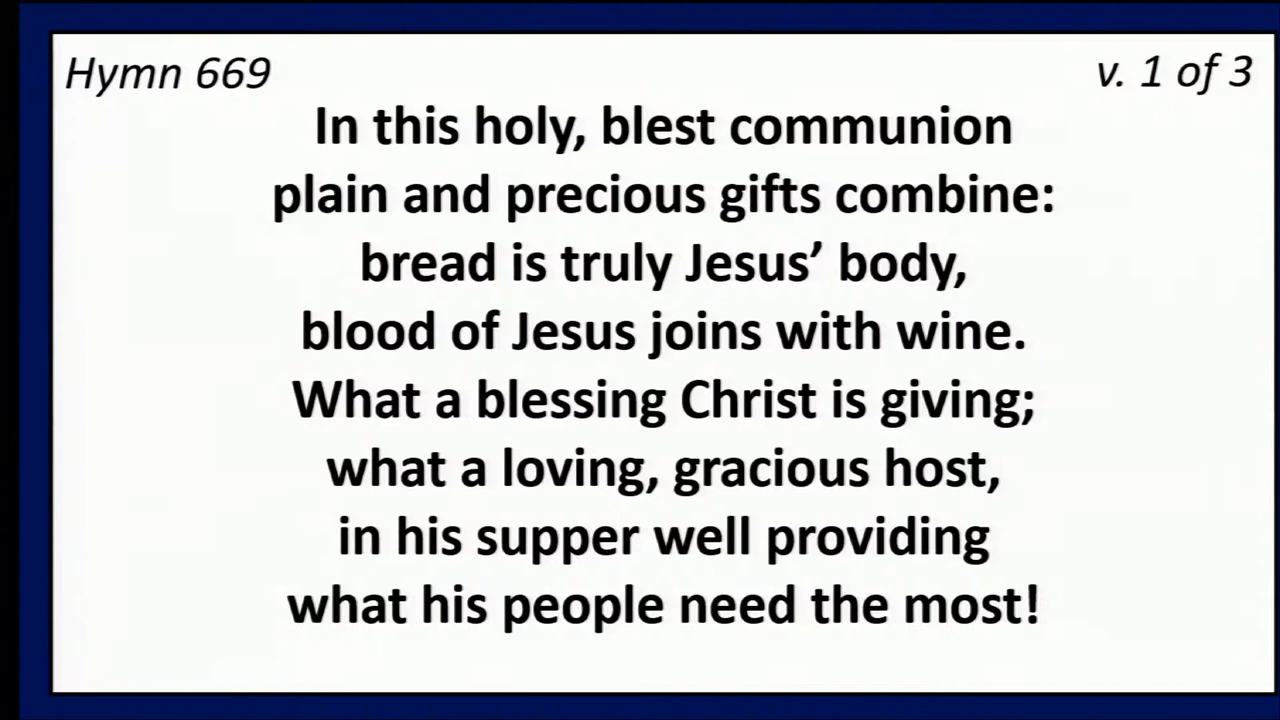 Hymn 669
v. 1 of 3
In this holy, blest communion
plain and precious gifts combine:
bread is truly Jesus’ body,
blood of Jesus joins with wine.
What a blessing Christ is giving;
what a loving, gracious host,
in his supper well providing
what his people need the most!